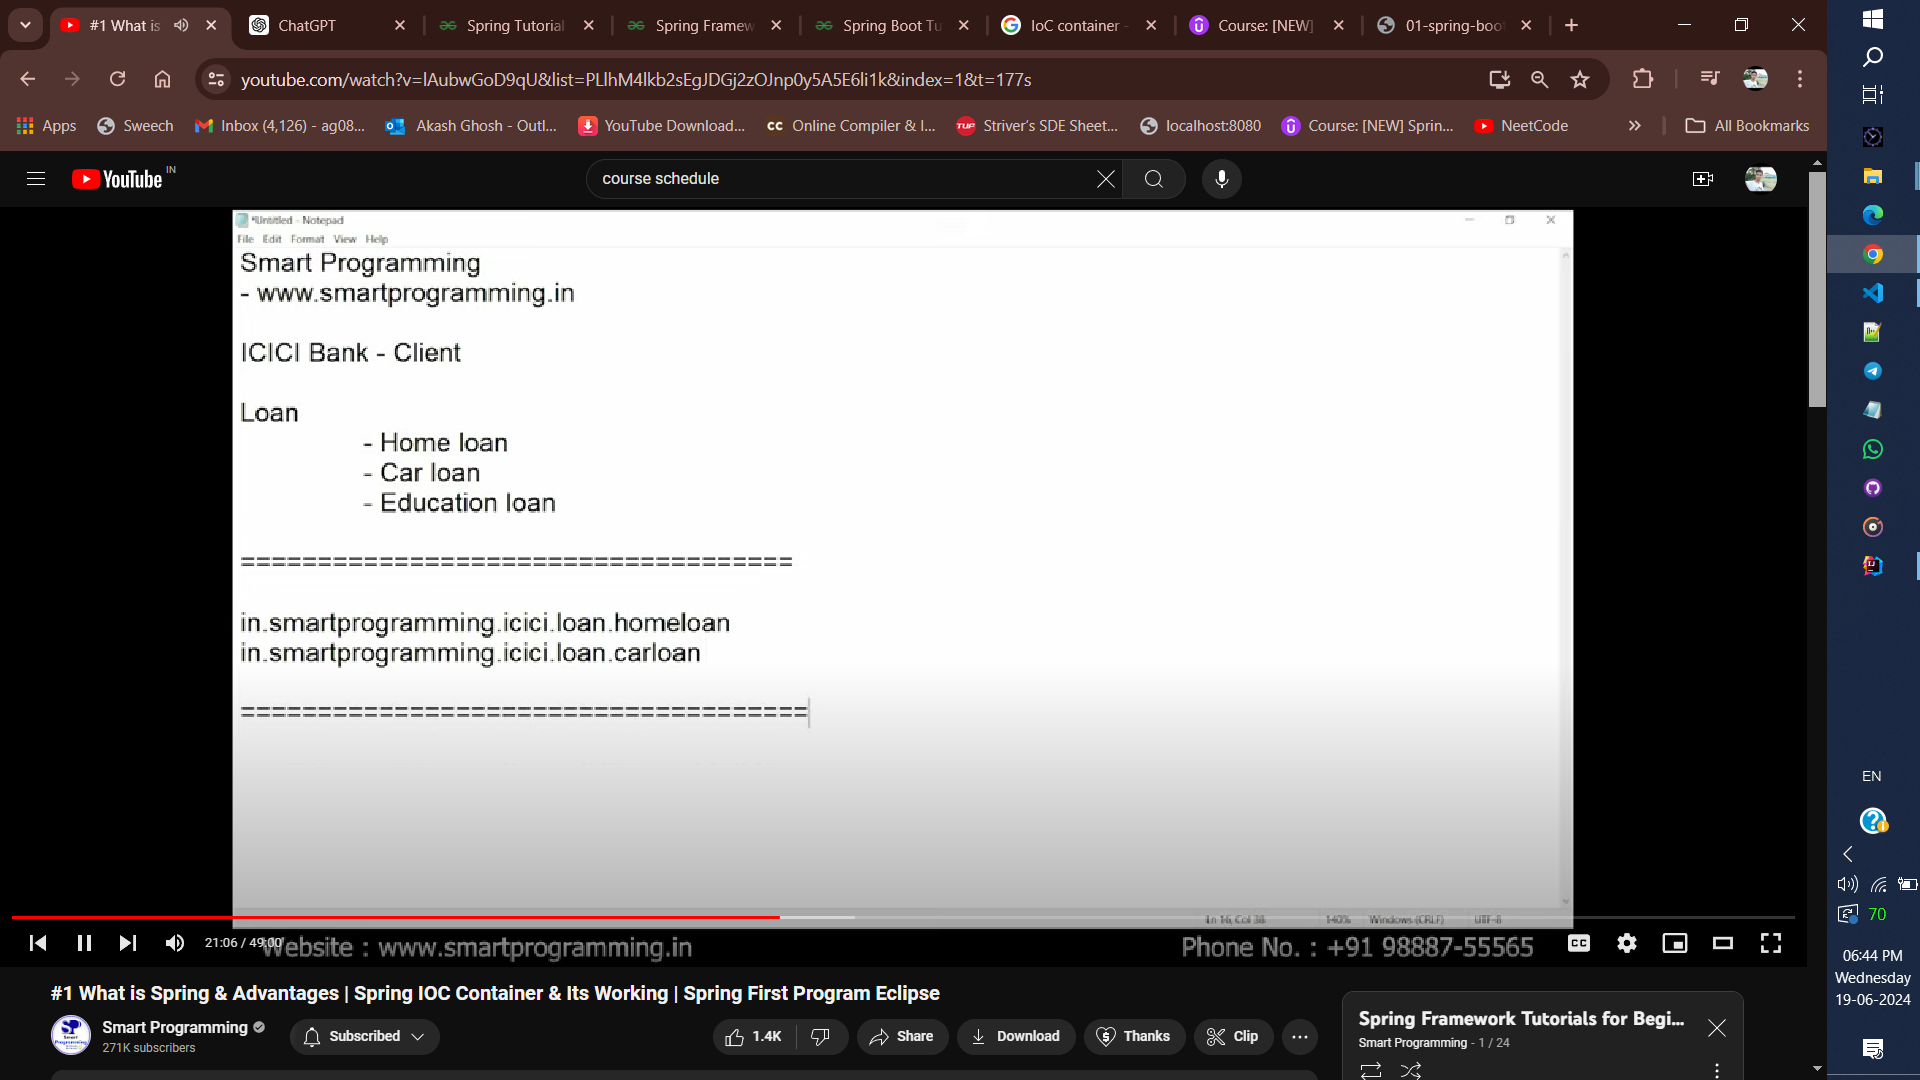 #1 What is
ChatGPT
Spring Tutorial
Spring Framew
Spring Boot Tu
IoC container -
Course: [NEW]
01-spring-boot
youtube.com/watch?v=lAubwGoD9qU&list=PLlhM4lkb2sEgJDGj2zOJnp0y5A5E6li1k&index=1&t=177s
Apps
Sweech
Inbox (4,126) - ag08...
Akash Ghosh - Outl...
YouTube Download...
CC Online Compiler & I...
TUF Striver's SDE Sheet...
localhost:8080
Course: [NEW] Sprin...
NeetCode
All Bookmarks
YouTube IN
course schedule
*Untitled - Notepad
File Edit Format View Help
Smart Programming
- www.smartprogramming.in
ICICI Bank - Client
Loan
- Home loan
- Car loan
- Education loan
====================================
in.smartprogramming.icici.loan.homeloan
in.smartprogramming.icici.loan.carloan
=====================================
Ln 16, Col 38 140% Windows (CRLF) UTF-8
21:06 / 49:00
Website : www.smartprogramming.in
Phone No. : +91 98887-55565
CC
#1 What is Spring & Advantages | Spring IOC Container & Its Working | Spring First Program Eclipse
Smart Programming
271K subscribers
Subscribed
1.4K
Share
Download
Thanks
Clip
Spring Framework Tutorials for Begi...
Smart Programming - 1 / 24
EN
70
06:44 PM
Wednesday
19-06-2024